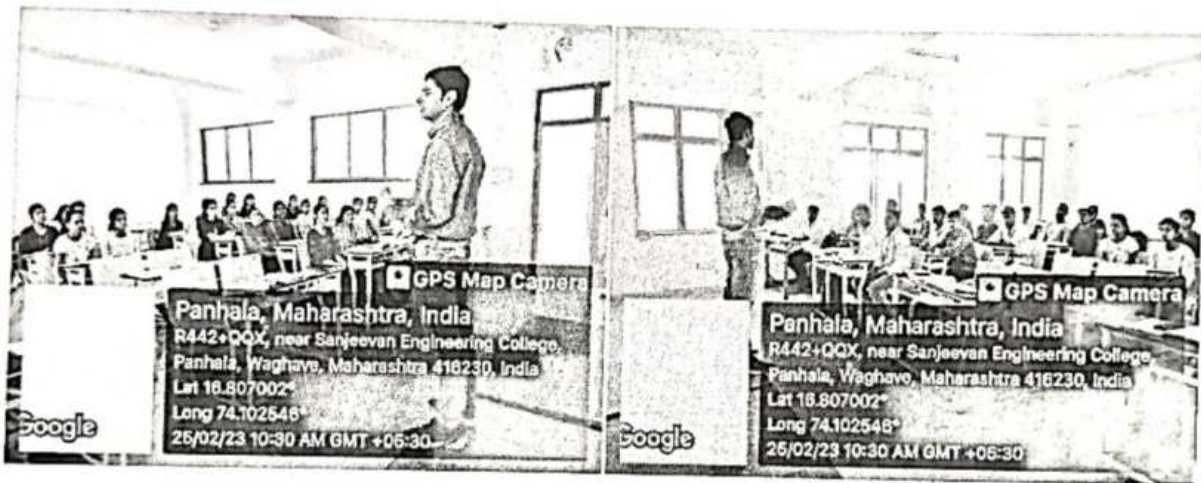 GPS Map Camera
Panhala, Maharashtra, India
R442+QQX, near Sanjeevan Engineering College,
Panhala, Waghave, Maharashtra 416230, India
Lat 16.807002°
Long 74.102546°
25/02/23 10:30 AM GMT +05:30
Google
GPS Map Camera
Panhala, Maharashtra, India
R442+QQX, near Sanjeevan Engineering College,
Panhala, Waghave, Maharashtra 416230, India
Lat 16.807002°
Long 74.102546°
25/02/23 10:30 AM GMT +05:30
Google